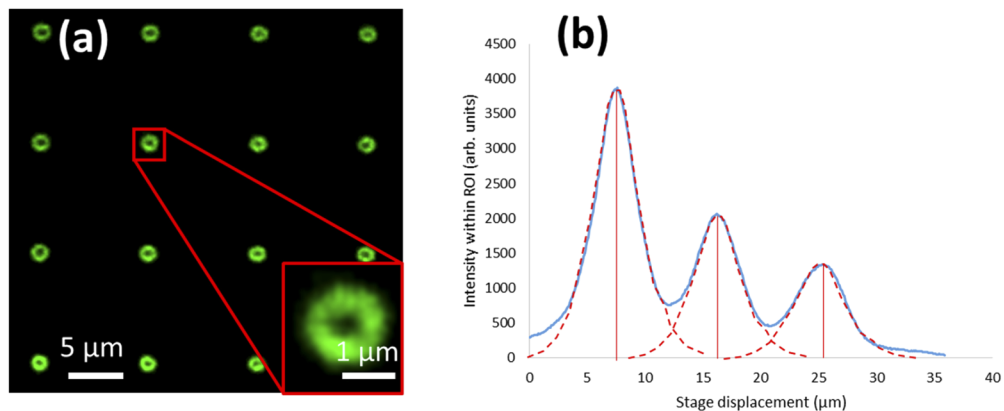 (a)
5 µm
1 µm
(b)
Intensity within ROI (arb. units)
4500
4000
3500
3000
2500
2000
1500
1000
500
0
0 5 10 15 20 25 30 35 40
Stage displacement (µm)